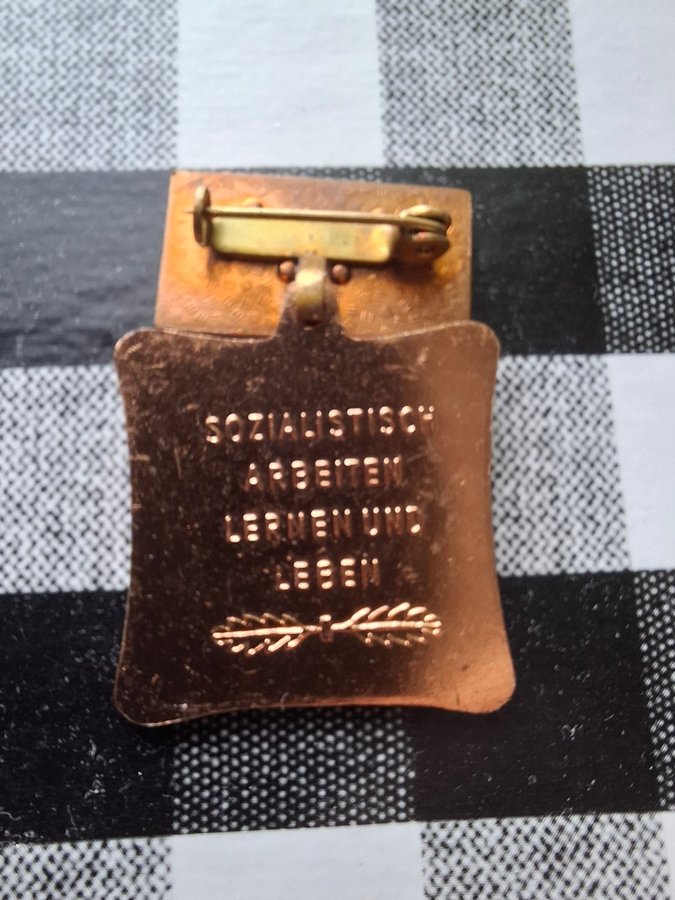 SOZIALISTISCH
ARBEITEN
LERNEN UND
LEBEN